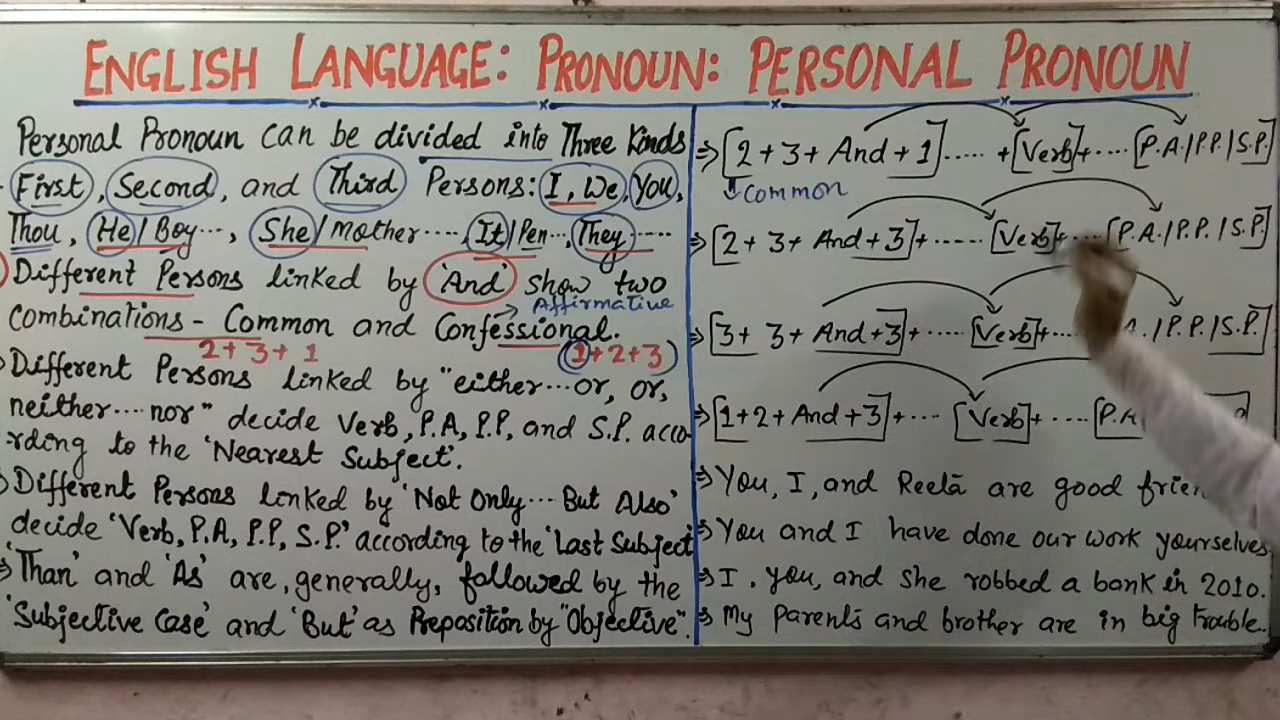 ENGLISH LANGUAGE: PRONOUN: PERSONAL PRONOUN
Personal Pronoun can be divided into Three Kinds
First, Second, and Third Persons: I, We, You,
Thou, He/Boy..., She/Mother...., It/Pen..., They.....
Different Persons linked by 'And' show two
→ Affirmative
combinations - Common and Confessional.
2+3+1 (1+2+3)
Different Persons linked by "either...or, or,
neither....nor" decide Verb, P.A, P.P, and S.P. acco-
rding to the 'Nearest Subject'.
Different Persons linked by 'Not Only...But Also'
decide 'Verb, P.A, P.P, S.P.' according to the 'Last Subject
'Than' and 'As' are, generally, followed by the
'Subjective Case' and 'But' as Preposition by "Objective".
⇒ [2+3+And+1]..... +[Verb]+....[P.A./P.P./S.P.]
↓ Common
⇒ [2+3+And+3]+.....[Verb]+....[P.A./P.P./S.P.]
⇒ [3+3+And+3]+.....[Verb]+.... A./P.P./S.P.]
⇒ [1+2+And+3]+....[Verb]+....[P.A
⇒ You, I, and Reetā are good frien
⇒ You and I have done our work yourselves.
⇒ I, you, and she robbed a bank in 2010.
⇒ My parents and brother are in big trouble.